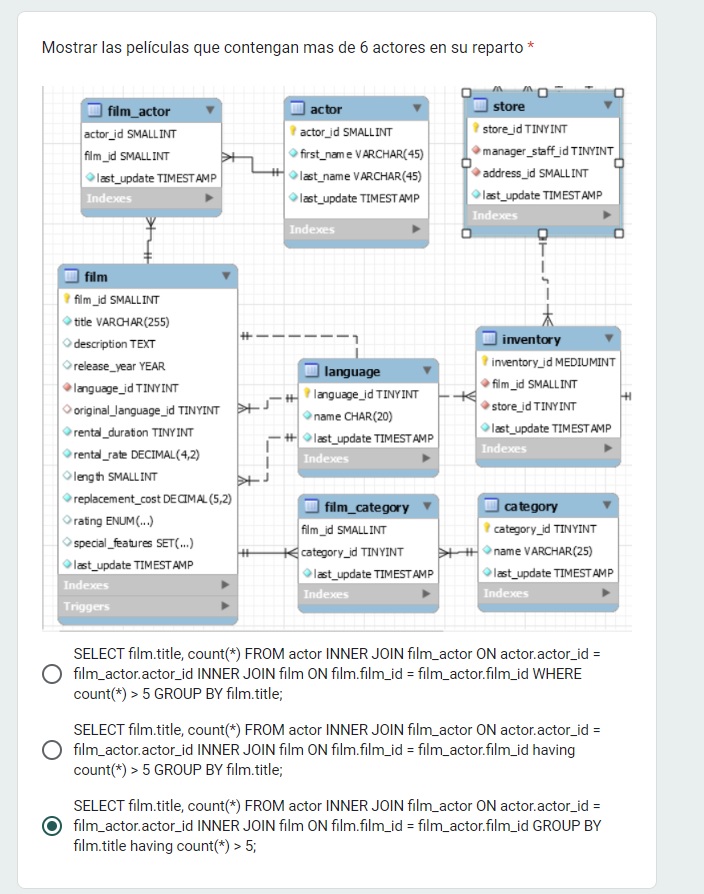 Mostrar las películas que contengan mas de 6 actores en su reparto *
film_actor
actor_id SMALLINT
film_id SMALLINT
last_update TIMESTAMP
Indexes
actor
actor_id SMALLINT
first_name VARCHAR(45)
last_name VARCHAR(45)
last_update TIMESTAMP
Indexes
store
store_id TINYINT
manager_staff_id TINYINT
address_id SMALLINT
last_update TIMESTAMP
Indexes
film
film_id SMALLINT
title VARCHAR(255)
description TEXT
release_year YEAR
language_id TINYINT
original_language_id TINYINT
rental_duration TINYINT
rental_rate DECIMAL(4,2)
length SMALLINT
replacement_cost DECIMAL(5,2)
rating ENUM(...)
special_features SET(...)
last_update TIMESTAMP
Indexes
Triggers
language
language_id TINYINT
name CHAR(20)
last_update TIMESTAMP
Indexes
inventory
inventory_id MEDIUMINT
film_id SMALLINT
store_id TINYINT
last_update TIMESTAMP
Indexes
film_category
film_id SMALLINT
category_id TINYINT
last_update TIMESTAMP
Indexes
category
category_id TINYINT
name VARCHAR(25)
last_update TIMESTAMP
Indexes
SELECT film.title, count(*) FROM actor INNER JOIN film_actor ON actor.actor_id =
film_actor.actor_id INNER JOIN film ON film.film_id = film_actor.film_id WHERE
count(*) > 5 GROUP BY film.title;
SELECT film.title, count(*) FROM actor INNER JOIN film_actor ON actor.actor_id =
film_actor.actor_id INNER JOIN film ON film.film_id = film_actor.film_id having
count(*) > 5 GROUP BY film.title;
SELECT film.title, count(*) FROM actor INNER JOIN film_actor ON actor.actor_id =
film_actor.actor_id INNER JOIN film ON film.film_id = film_actor.film_id GROUP BY
film.title having count(*) > 5;